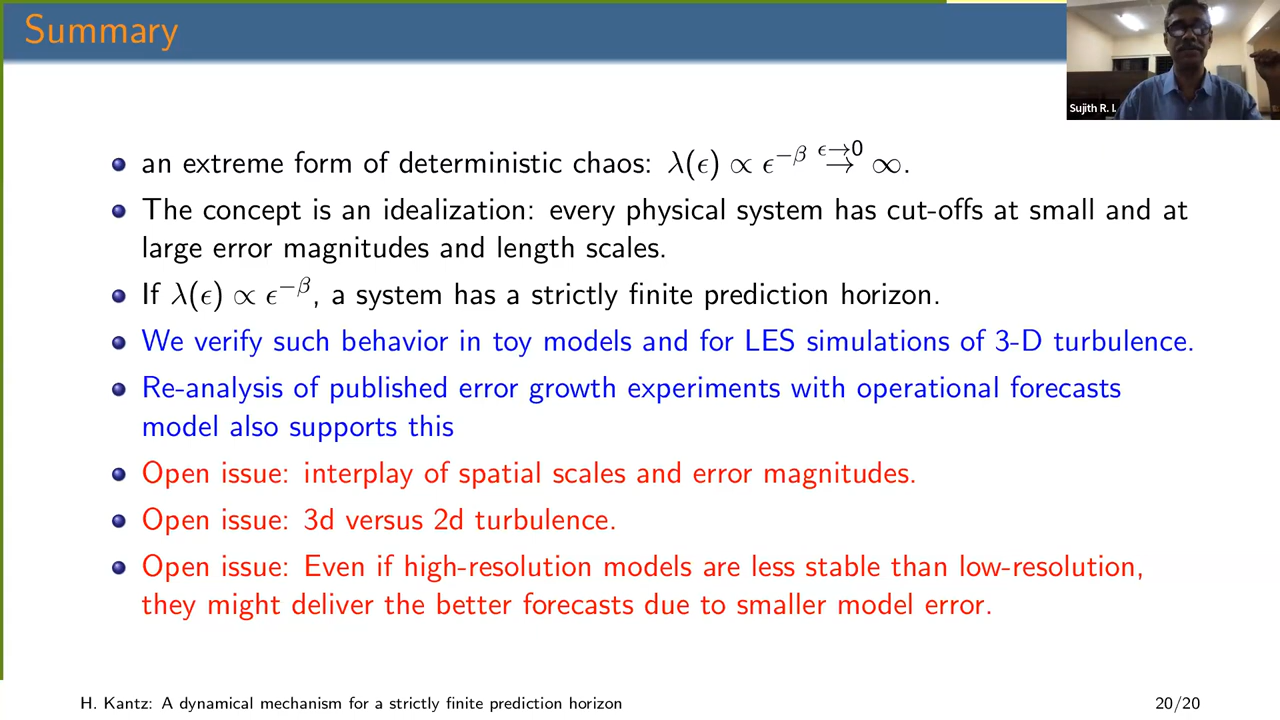 Summary
Sujith R. I.
an extreme form of deterministic chaos: λ(ϵ) ∝ ϵ^{−β} \overset{ϵ→0}{→} ∞.
The concept is an idealization: every physical system has cut-offs at small and at
large error magnitudes and length scales.
If λ(ϵ) ∝ ϵ^{−β}, a system has a strictly finite prediction horizon.
We verify such behavior in toy models and for LES simulations of 3-D turbulence.
Re-analysis of published error growth experiments with operational forecasts
model also supports this
Open issue: interplay of spatial scales and error magnitudes.
Open issue: 3d versus 2d turbulence.
Open issue: Even if high-resolution models are less stable than low-resolution,
they might deliver the better forecasts due to smaller model error.
H. Kantz: A dynamical mechanism for a strictly finite prediction horizon
20/20